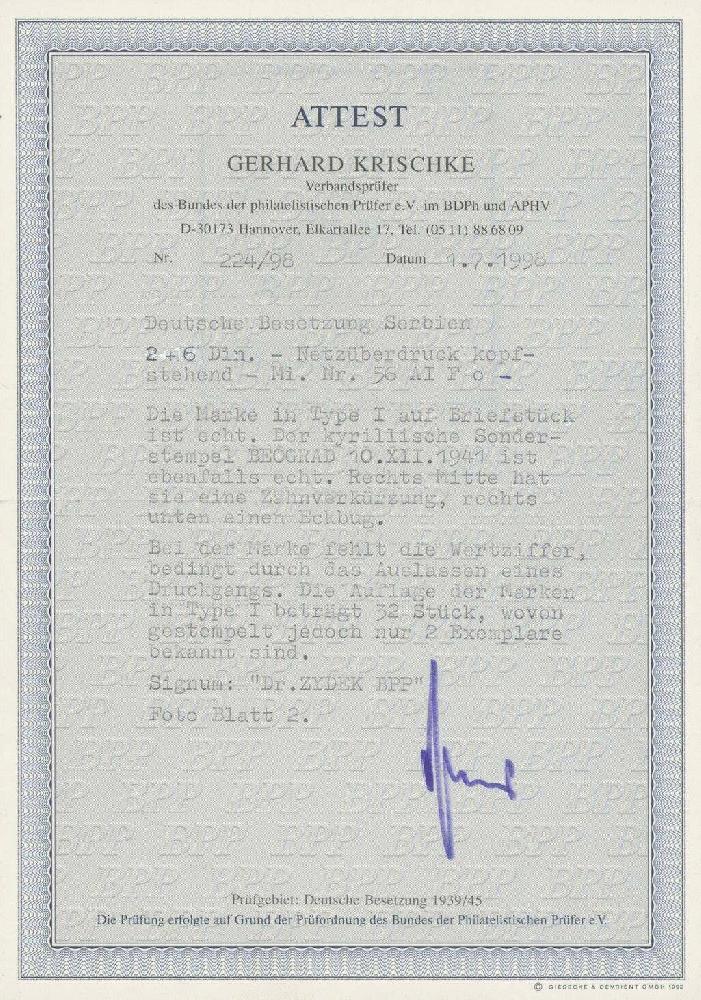 ATTEST
GERHARD KRISCHKE
Verbandsprüfer
des Bundes der philatelistischen Prüfer e.V. im BDPh und APHV
D-30173 Hannover, Elkartallee 17, Tel. (05 11) 88 68 09
Nr. 224/98 Datum 1.7.1998
Deutsche Besetzung Serbien
2+6 Din. - Netzüberdruck kopf-
stehend - Mi. Nr. 56 AI F o -
Die Marke in Type I auf Briefstück
ist echt. Der kyrillische Sonder-
stempel BEOGRAD 10.XII.1941 ist
ebenfalls echt. Rechts Mitte hat
sie eine Zahnverkürzung, rechts
unten einen Eckbug.
Bei der Marke fehlt die Wertziffer,
bedingt durch das Auslassen eines
Druckgangs. Die Auflage der Marken
in Type I beträgt 32 Stück, wovon
gestempelt jedoch nur 2 Exemplare
bekannt sind.
Signum: "Dr.ZYDEK BPP"
Foto Blatt 2.
Prüfgebiet: Deutsche Besetzung 1939/45
Die Prüfung erfolgte auf Grund der Prüfordnung des Bundes der Philatelistischen Prüfer e.V.
© GIESECKE & DEVRIENT GMBH 1992